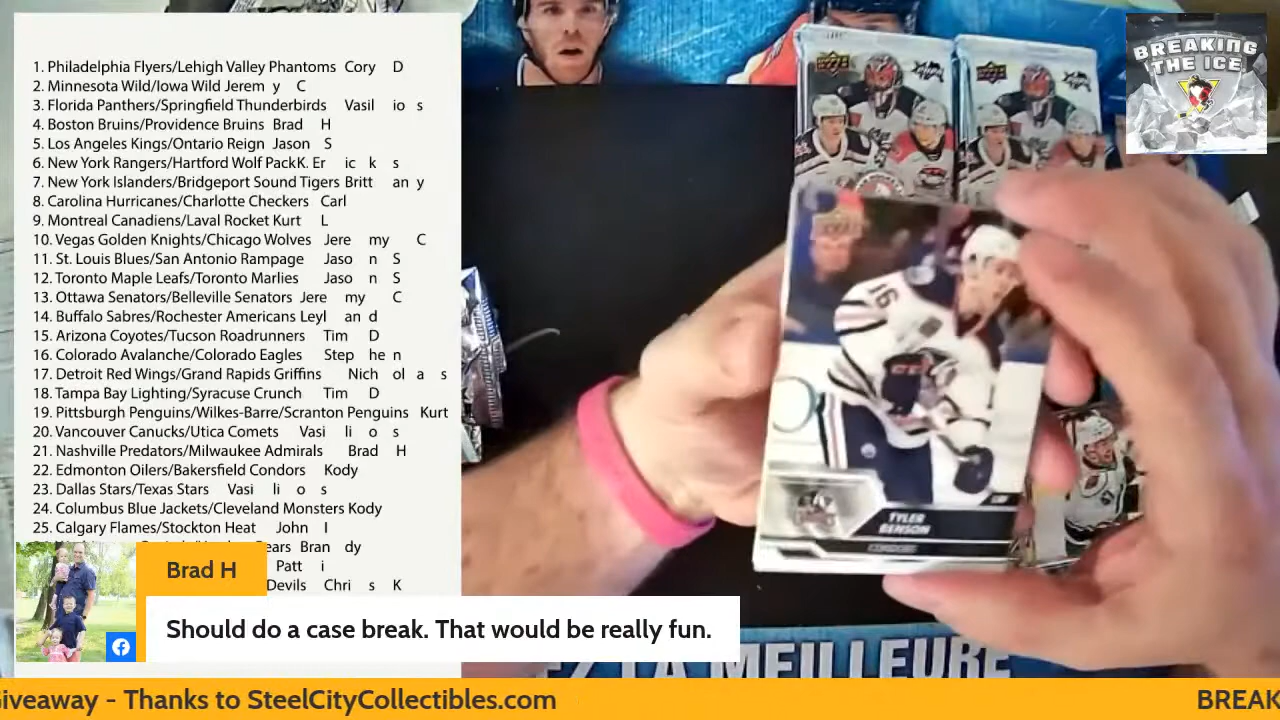 1. Philadelphia Flyers/Lehigh Valley Phantoms Cory D
2. Minnesota Wild/Iowa Wild Jerem y C
3. Florida Panthers/Springfield Thunderbirds Vasil io s
4. Boston Bruins/Providence Bruins Brad H
5. Los Angeles Kings/Ontario Reign Jason S
6. New York Rangers/Hartford Wolf PackK. Er ic k s
7. New York Islanders/Bridgeport Sound Tigers Britt an y
8. Carolina Hurricanes/Charlotte Checkers Carl
9. Montreal Canadiens/Laval Rocket Kurt L
10. Vegas Golden Knights/Chicago Wolves Jere my C
11. St. Louis Blues/San Antonio Rampage Jaso n S
12. Toronto Maple Leafs/Toronto Marlies Jaso n S
13. Ottawa Senators/Belleville Senators Jere my C
14. Buffalo Sabres/Rochester Americans Leyl an d
15. Arizona Coyotes/Tucson Roadrunners Tim D
16. Colorado Avalanche/Colorado Eagles Step he n
17. Detroit Red Wings/Grand Rapids Griffins Nich ol a s
18. Tampa Bay Lighting/Syracuse Crunch Tim D
19. Pittsburgh Penguins/Wilkes-Barre/Scranton Penguins Kurt
20. Vancouver Canucks/Utica Comets Vasi li o s
21. Nashville Predators/Milwaukee Admirals Brad H
22. Edmonton Oilers/Bakersfield Condors Kody
23. Dallas Stars/Texas Stars Vasi li o s
24. Columbus Blue Jackets/Cleveland Monsters Kody
25. Calgary Flames/Stockton Heat John I
Bran dy
Patt i
Devils Chri s K
BREAKING
THE ICE
16
TYLER
BENSON
CONDORS
Brad H
Should do a case break. That would be really fun.
LA MEILLEURE
Giveaway - Thanks to SteelCityCollectibles.com
BREAK